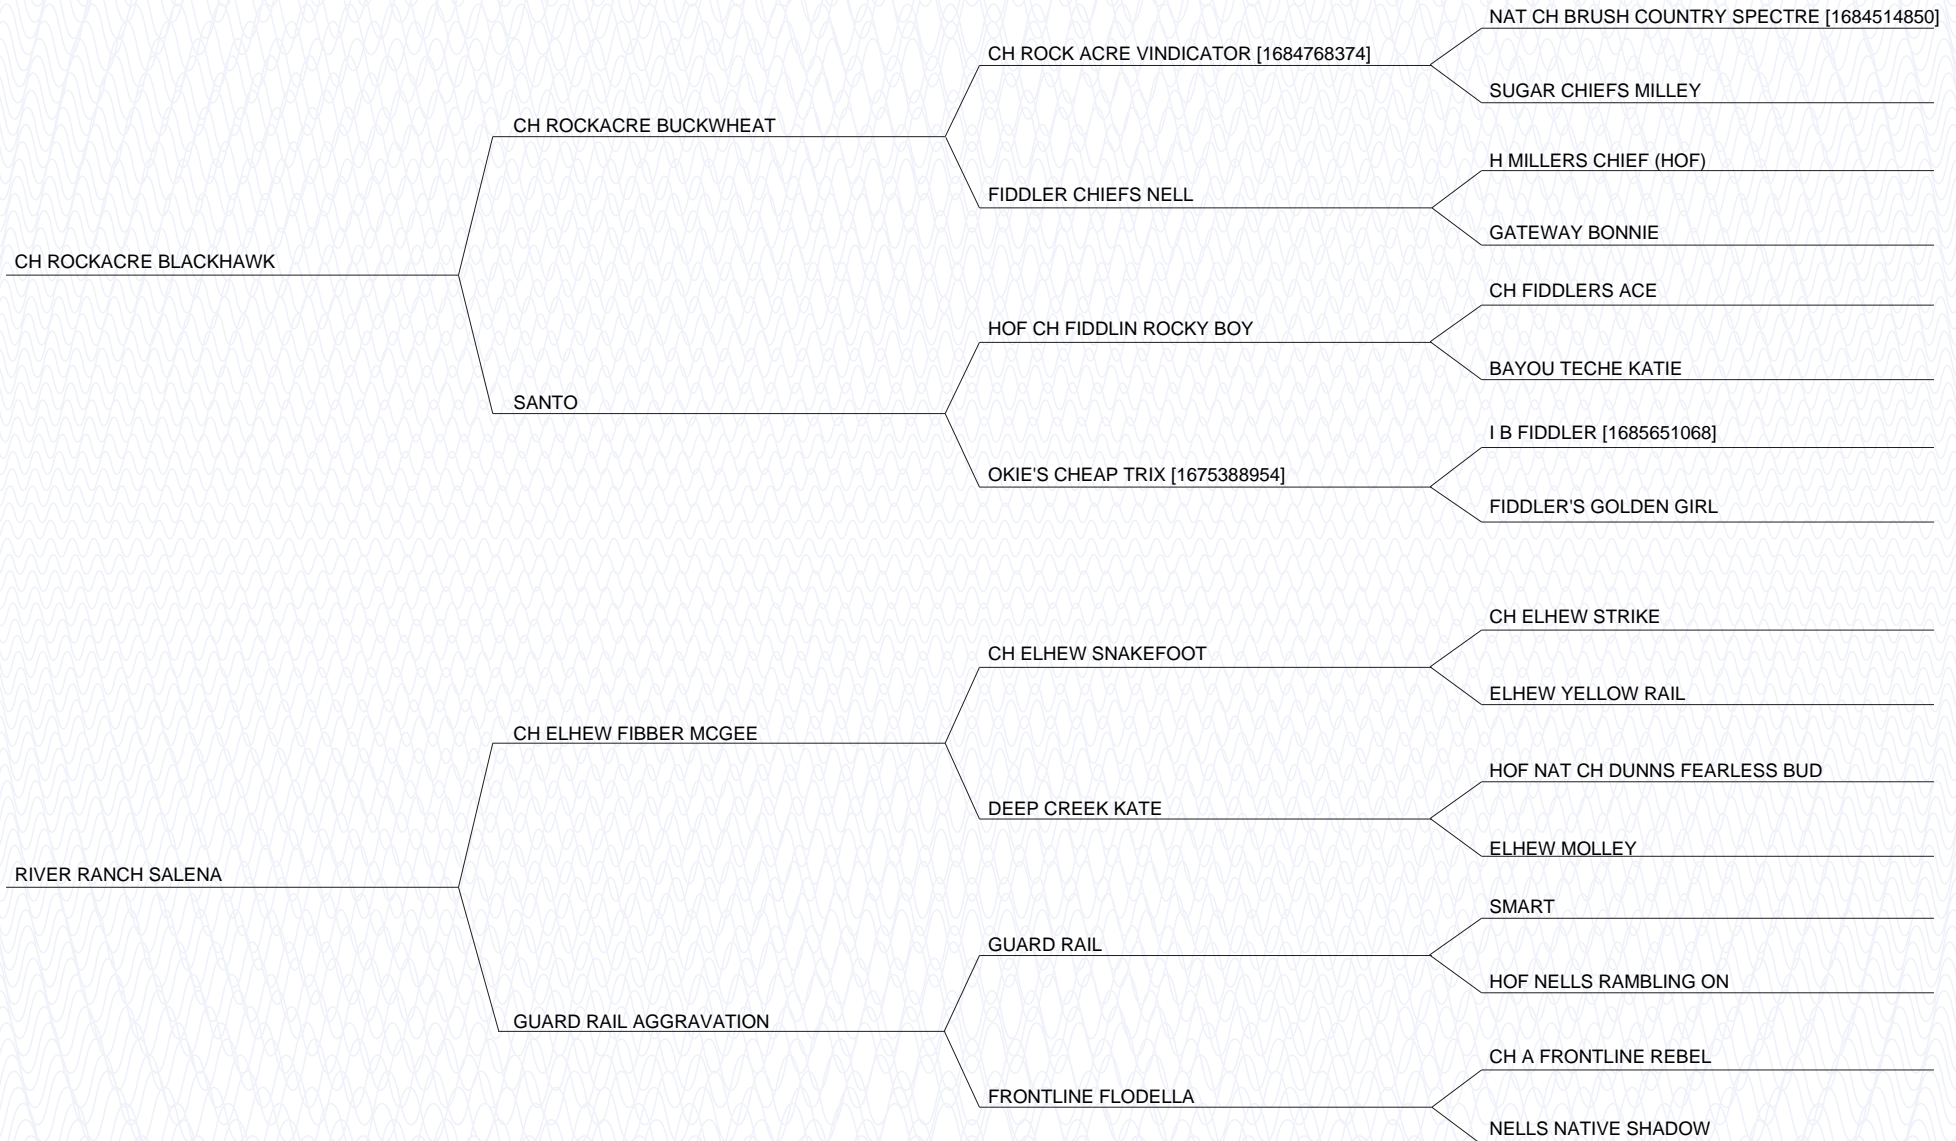 NAT CH BRUSH COUNTRY SPECTRE [1684514850]
CH ROCK ACRE VINDICATOR [1684768374]
SUGAR CHIEFS MILLEY
CH ROCKACRE BUCKWHEAT
H MILLERS CHIEF (HOF)
FIDDLER CHIEFS NELL
GATEWAY BONNIE
CH ROCKACRE BLACKHAWK
CH FIDDLERS ACE
HOF CH FIDDLIN ROCKY BOY
BAYOU TECHE KATIE
SANTO
I B FIDDLER [1685651068]
OKIE'S CHEAP TRIX [1675388954]
FIDDLER'S GOLDEN GIRL
CH ELHEW STRIKE
CH ELHEW SNAKEFOOT
ELHEW YELLOW RAIL
CH ELHEW FIBBER MCGEE
HOF NAT CH DUNNS FEARLESS BUD
DEEP CREEK KATE
ELHEW MOLLEY
RIVER RANCH SALENA
SMART
GUARD RAIL
HOF NELLS RAMBLING ON
GUARD RAIL AGGRAVATION
CH A FRONTLINE REBEL
FRONTLINE FLODELLA
NELLS NATIVE SHADOW